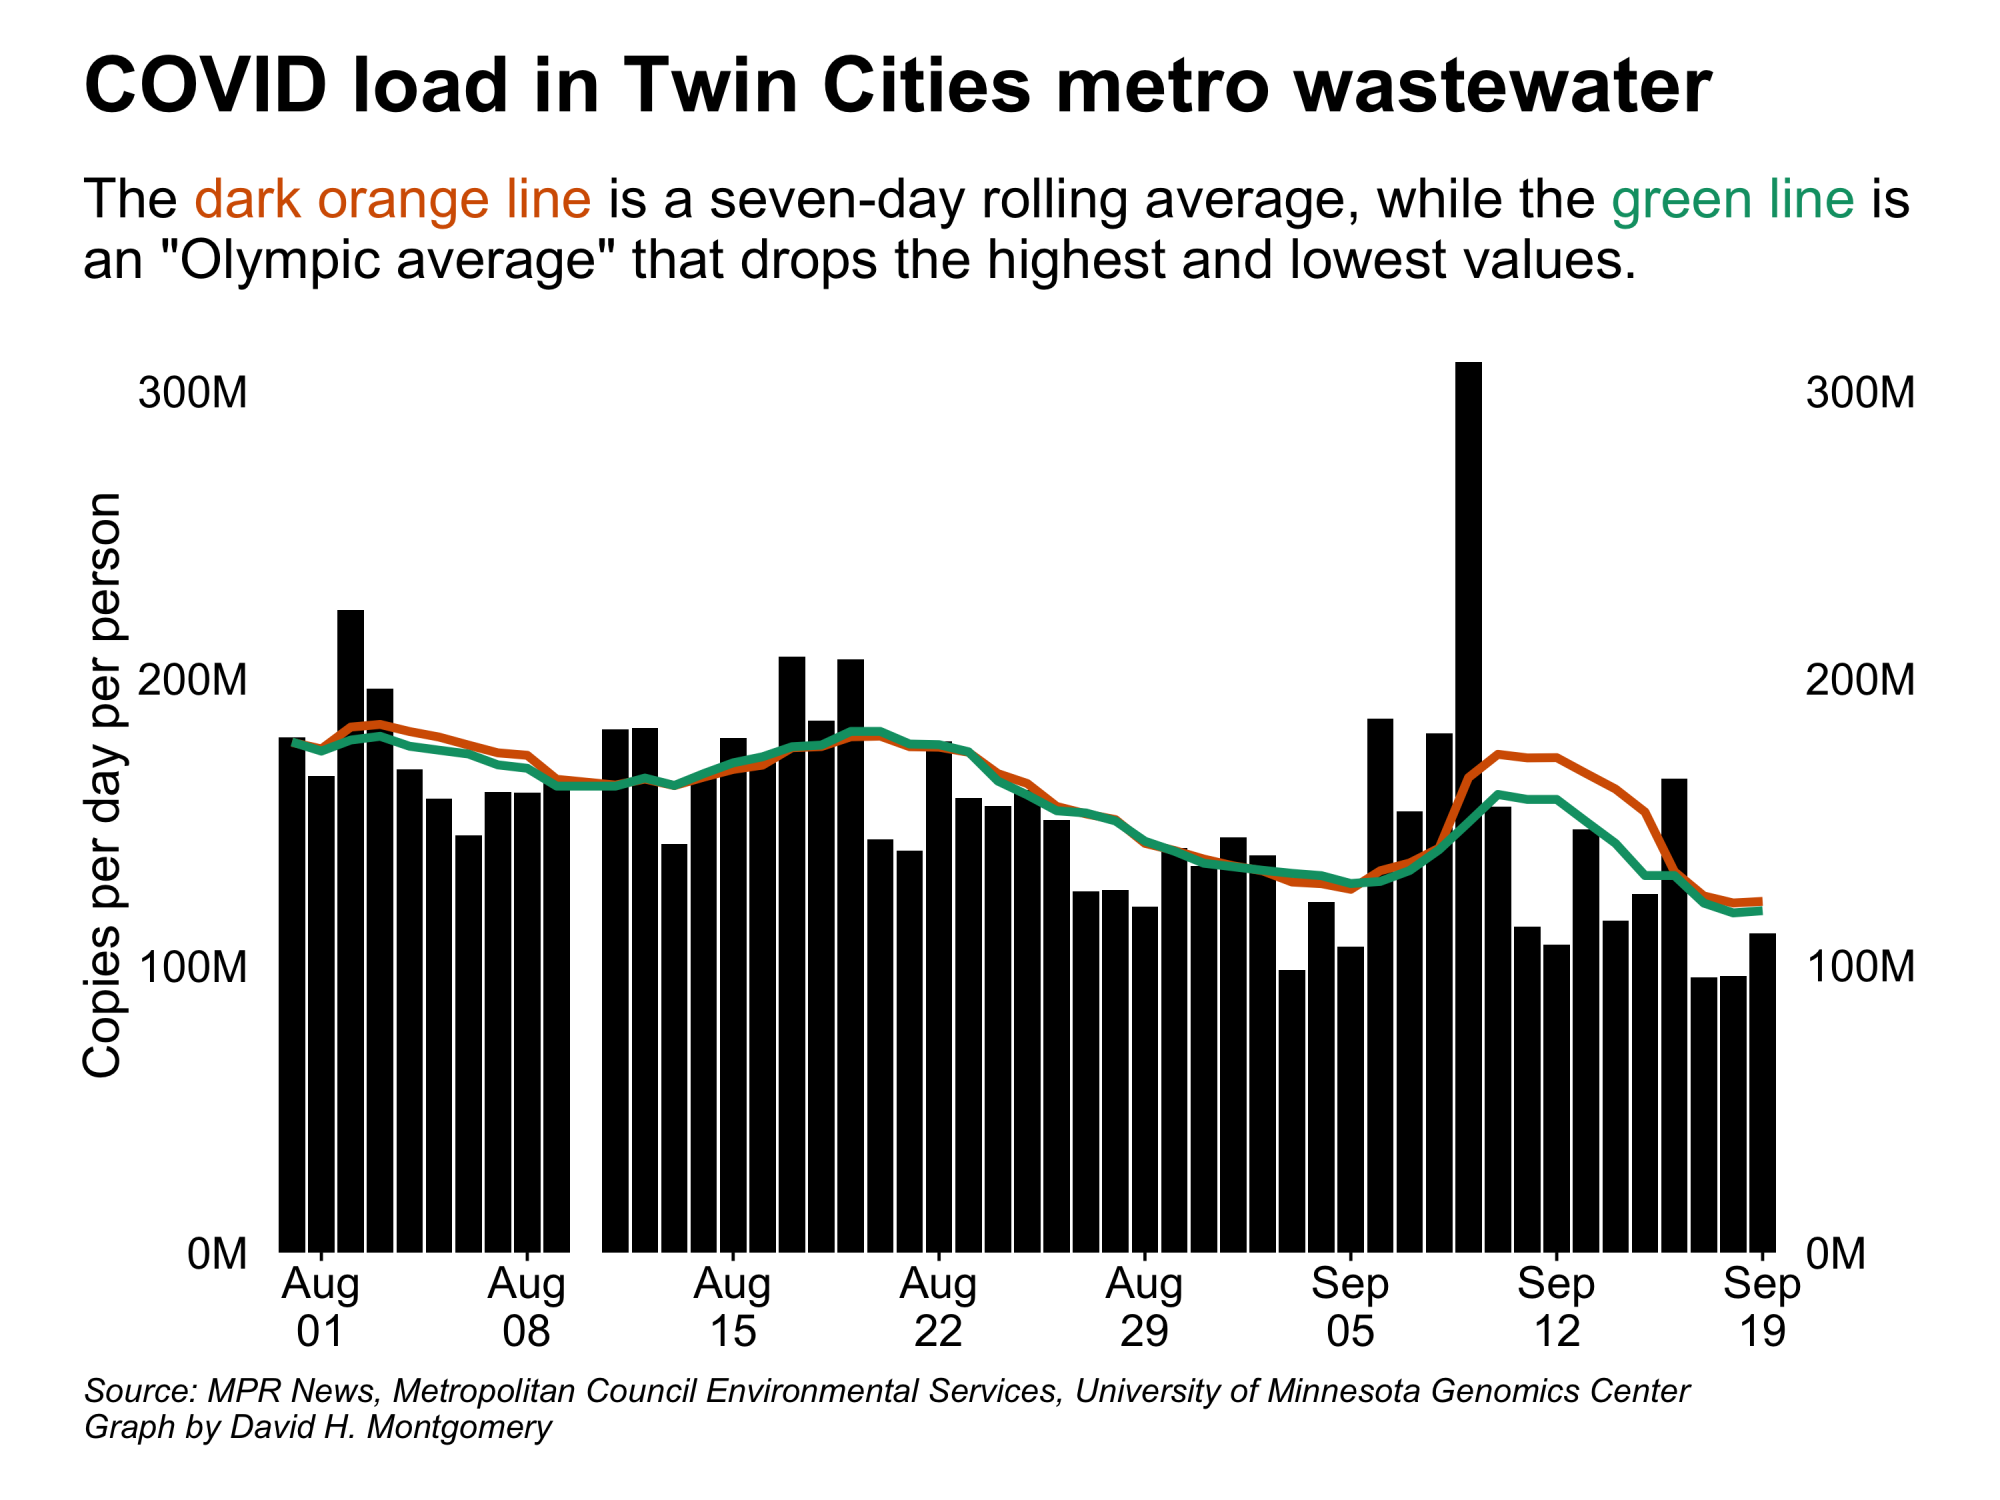 COVID load in Twin Cities metro wastewater
The dark orange line is a seven-day rolling average, while the green line is
an "Olympic average" that drops the highest and lowest values.
Copies per day per person
300M
200M
100M
0M
300M
200M
100M
0M
Aug 01
Aug 08
Aug 15
Aug 22
Aug 29
Sep 05
Sep 12
Sep 19
Source: MPR News, Metropolitan Council Environmental Services, University of Minnesota Genomics Center
Graph by David H. Montgomery